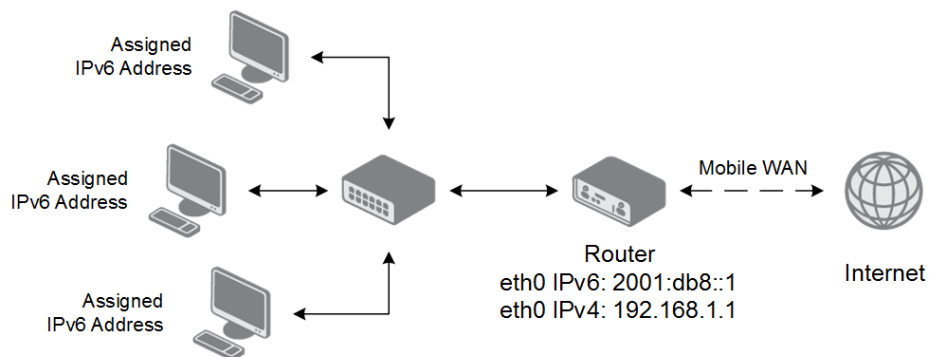 Assigned
IPv6 Address
Assigned
IPv6 Address
Assigned
IPv6 Address
Mobile WAN
Router
eth0 IPv6: 2001:db8::1
eth0 IPv4: 192.168.1.1
Internet